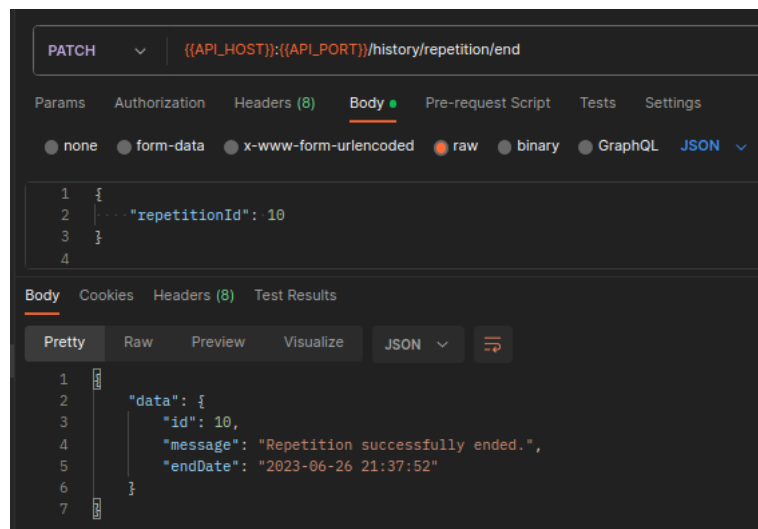 PATCH {{API_HOST}}:{{API_PORT}}/history/repetition/end
Params Authorization Headers (8) Body Pre-request Script Tests Settings
none form-data x-www-form-urlencoded raw binary GraphQL JSON
1 {
2 "repetitionId": 10
3 }
4
Body Cookies Headers (8) Test Results
Pretty Raw Preview Visualize JSON
1 {
2 "data": {
3 "id": 10,
4 "message": "Repetition successfully ended.",
5 "endDate": "2023-06-26 21:37:52"
6 }
7 }